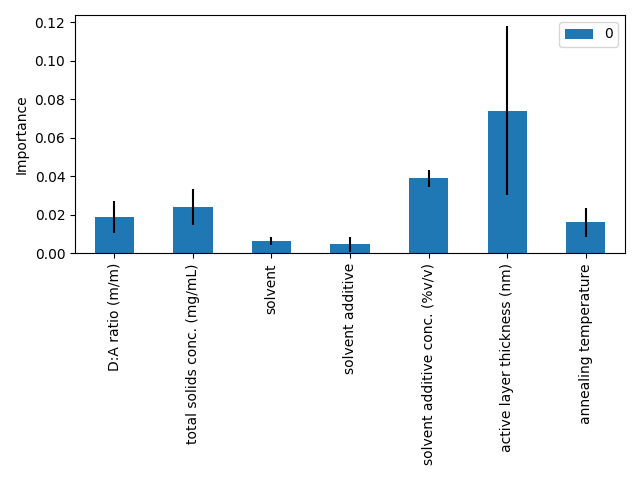 0.12
0.10
0.08
0.06
0.04
0.02
0.00
Importance
0
D:A ratio (m/m)
total solids conc. (mg/mL)
solvent
solvent additive
solvent additive conc. (%v/v)
active layer thickness (nm)
annealing temperature